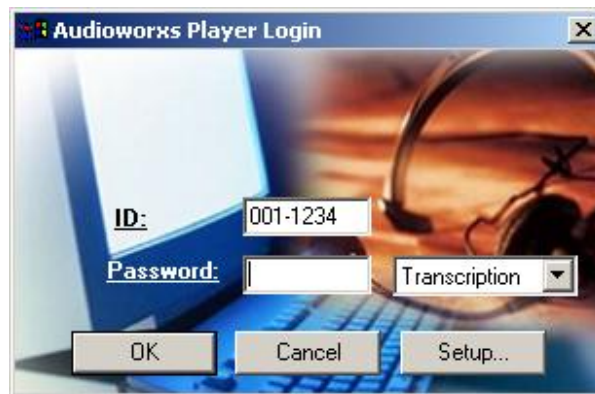 Audioworxs Player Login
ID: 001-1234
Password: Transcription
OK Cancel Setup...